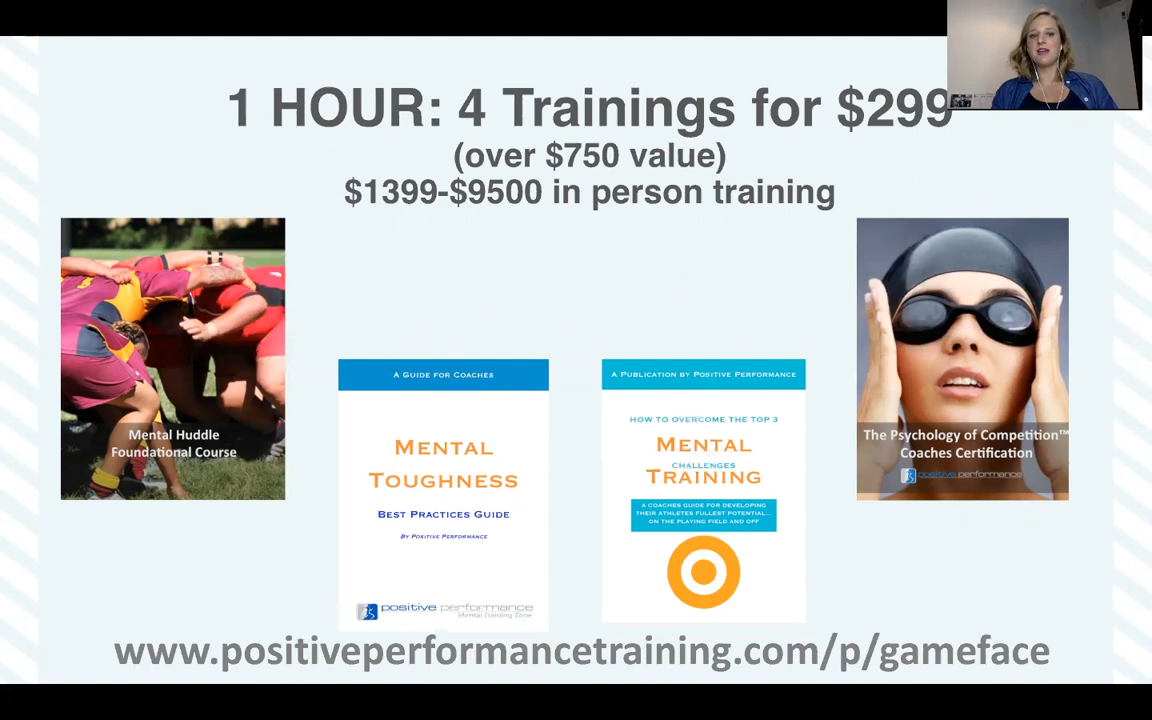 1 HOUR: 4 Trainings for $299
(over $750 value)
$1399-$9500 in person training
Mental Huddle
Foundational Course
A GUIDE FOR COACHES
MENTAL
TOUGHNESS
BEST PRACTICES GUIDE
BY POSITIVE PERFORMANCE
positive performance
Mental Training Zone
A PUBLICATION BY POSITIVE PERFORMANCE
HOW TO OVERCOME THE TOP 3
MENTAL
CHALLENGES
TRAINING
A COACHES GUIDE FOR DEVELOPING
THEIR ATHLETES FULLEST POTENTIAL...
ON THE PLAYING FIELD AND OFF
The Psychology of Competition™
Coaches Certification
positive performance
www.positiveperformancetraining.com/p/gameface